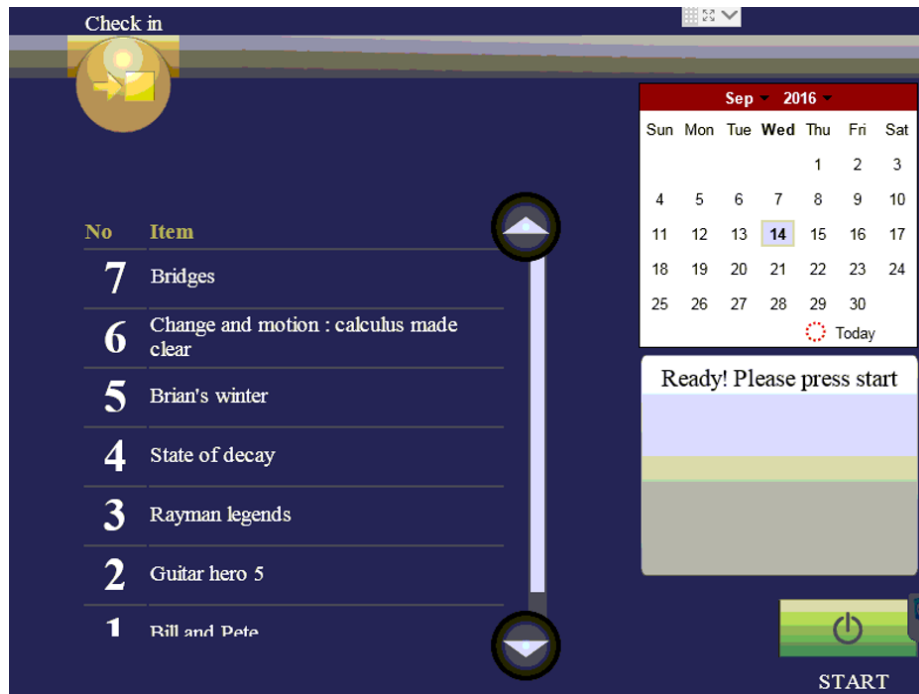 Check in
No Item
7 Bridges
6 Change and motion : calculus made
clear
5 Brian's winter
4 State of decay
3 Rayman legends
2 Guitar hero 5
1 Bill and Pete
Sep 2016
Sun Mon Tue Wed Thu Fri Sat
1 2 3
4 5 6 7 8 9 10
11 12 13 14 15 16 17
18 19 20 21 22 23 24
25 26 27 28 29 30
Today
Ready! Please press start
START